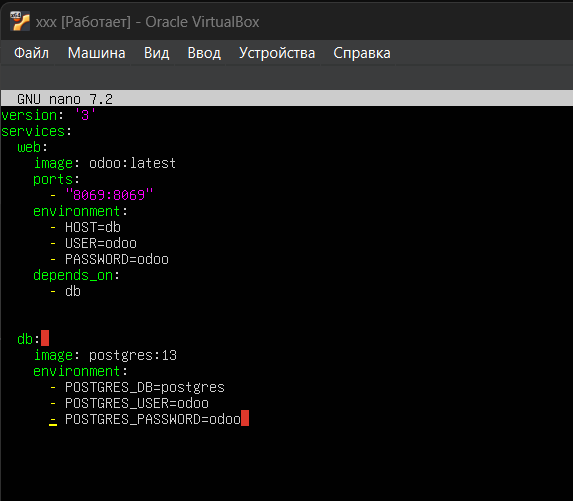 xxx [Работает] - Oracle VirtualBox
Файл Машина Вид Ввод Устройства Справка
GNU nano 7.2
version: '3'
services:
  web:
    image: odoo:latest
    ports:
      - "8069:8069"
    environment:
      - HOST=db
      - USER=odoo
      - PASSWORD=odoo
    depends_on:
      - db
  db:
    image: postgres:13
    environment:
      - POSTGRES_DB=postgres
      - POSTGRES_USER=odoo
      - POSTGRES_PASSWORD=odoo